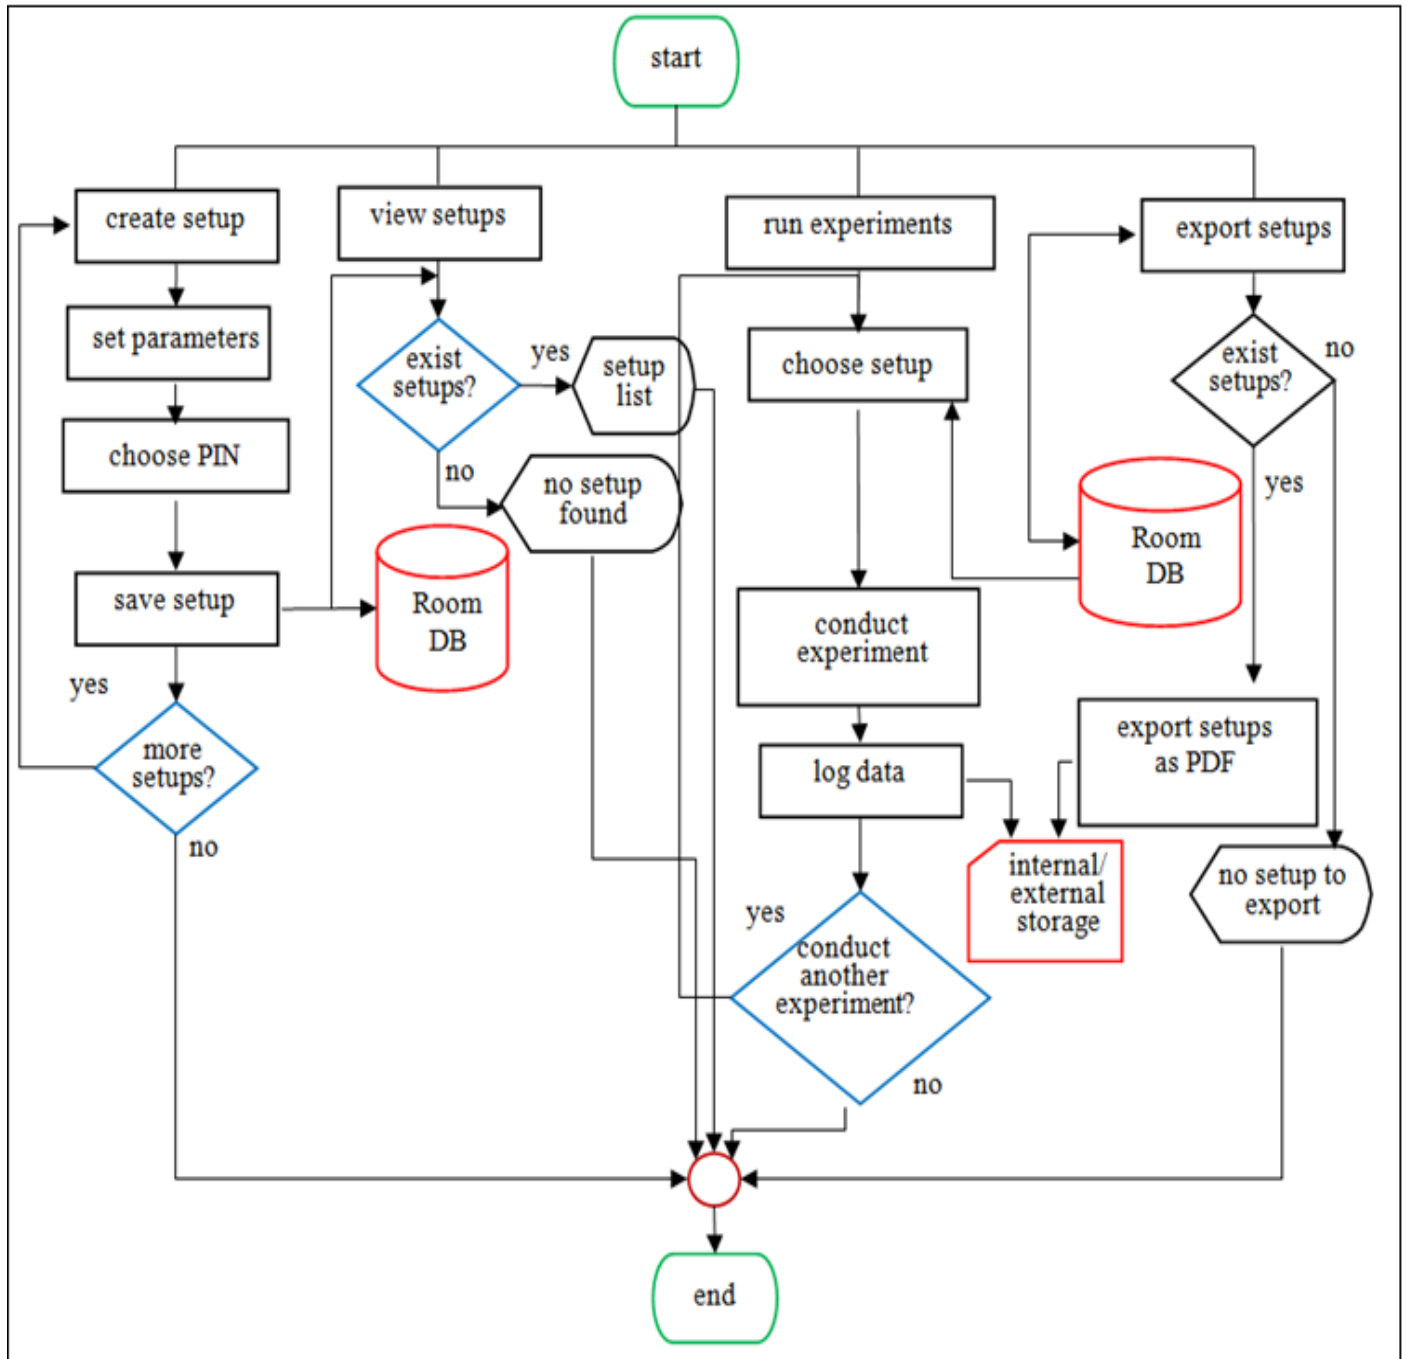 start
create setup
view setups
run experiments
export setups
set parameters
exist
setups?
yes
setup
list
choose setup
exist
setups?
no
choose PIN
no
no setup
found
yes
save setup
Room
DB
Room
DB
conduct
experiment
yes
more
setups?
no
log data
export setups
as PDF
internal/
external
storage
no setup to
export
yes
conduct
another
experiment?
no
end